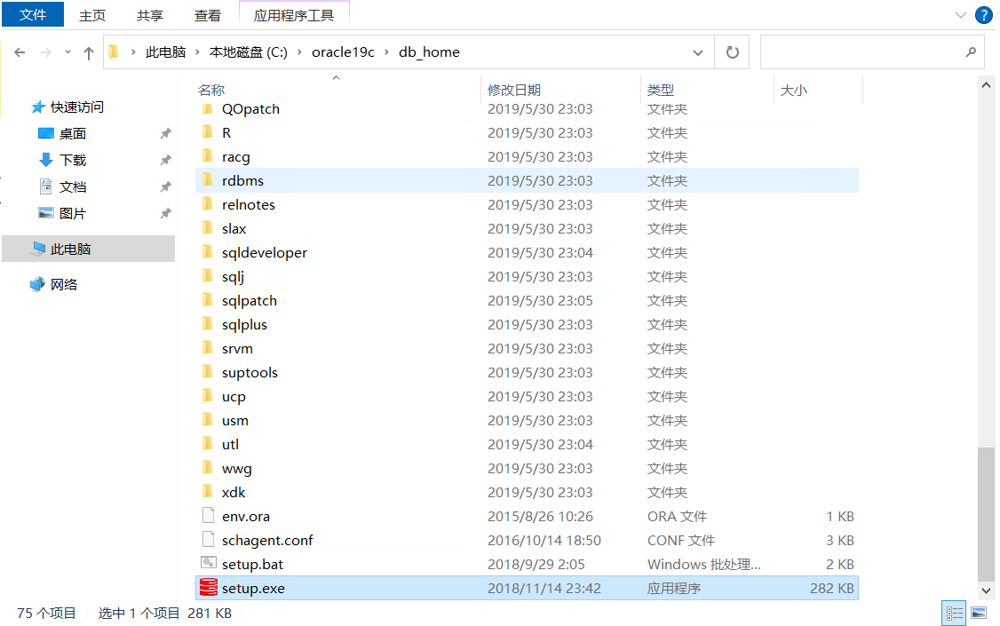 文件 主页 共享 查看 应用程序工具 ?
此电脑 本地磁盘 (C:) oracle19c db_home
名称 修改日期 类型 大小
快速访问
桌面
下载
文档
图片
此电脑
网络
QOpatch 2019/5/30 23:03 文件夹
R 2019/5/30 23:03 文件夹
racg 2019/5/30 23:03 文件夹
rdbms 2019/5/30 23:03 文件夹
relnotes 2019/5/30 23:03 文件夹
slax 2019/5/30 23:03 文件夹
sqldeveloper 2019/5/30 23:04 文件夹
sqlj 2019/5/30 23:03 文件夹
sqlpatch 2019/5/30 23:05 文件夹
sqlplus 2019/5/30 23:03 文件夹
srvm 2019/5/30 23:03 文件夹
suptools 2019/5/30 23:03 文件夹
ucp 2019/5/30 23:03 文件夹
usm 2019/5/30 23:03 文件夹
utl 2019/5/30 23:04 文件夹
wwg 2019/5/30 23:03 文件夹
xdk 2019/5/30 23:03 文件夹
env.ora 2015/8/26 10:26 ORA 文件 1 KB
schagent.conf 2016/10/14 18:50 CONF 文件 3 KB
setup.bat 2018/9/29 2:05 Windows 批处理... 2 KB
setup.exe 2018/11/14 23:42 应用程序 282 KB
75 个项目 选中 1 个项目 281 KB